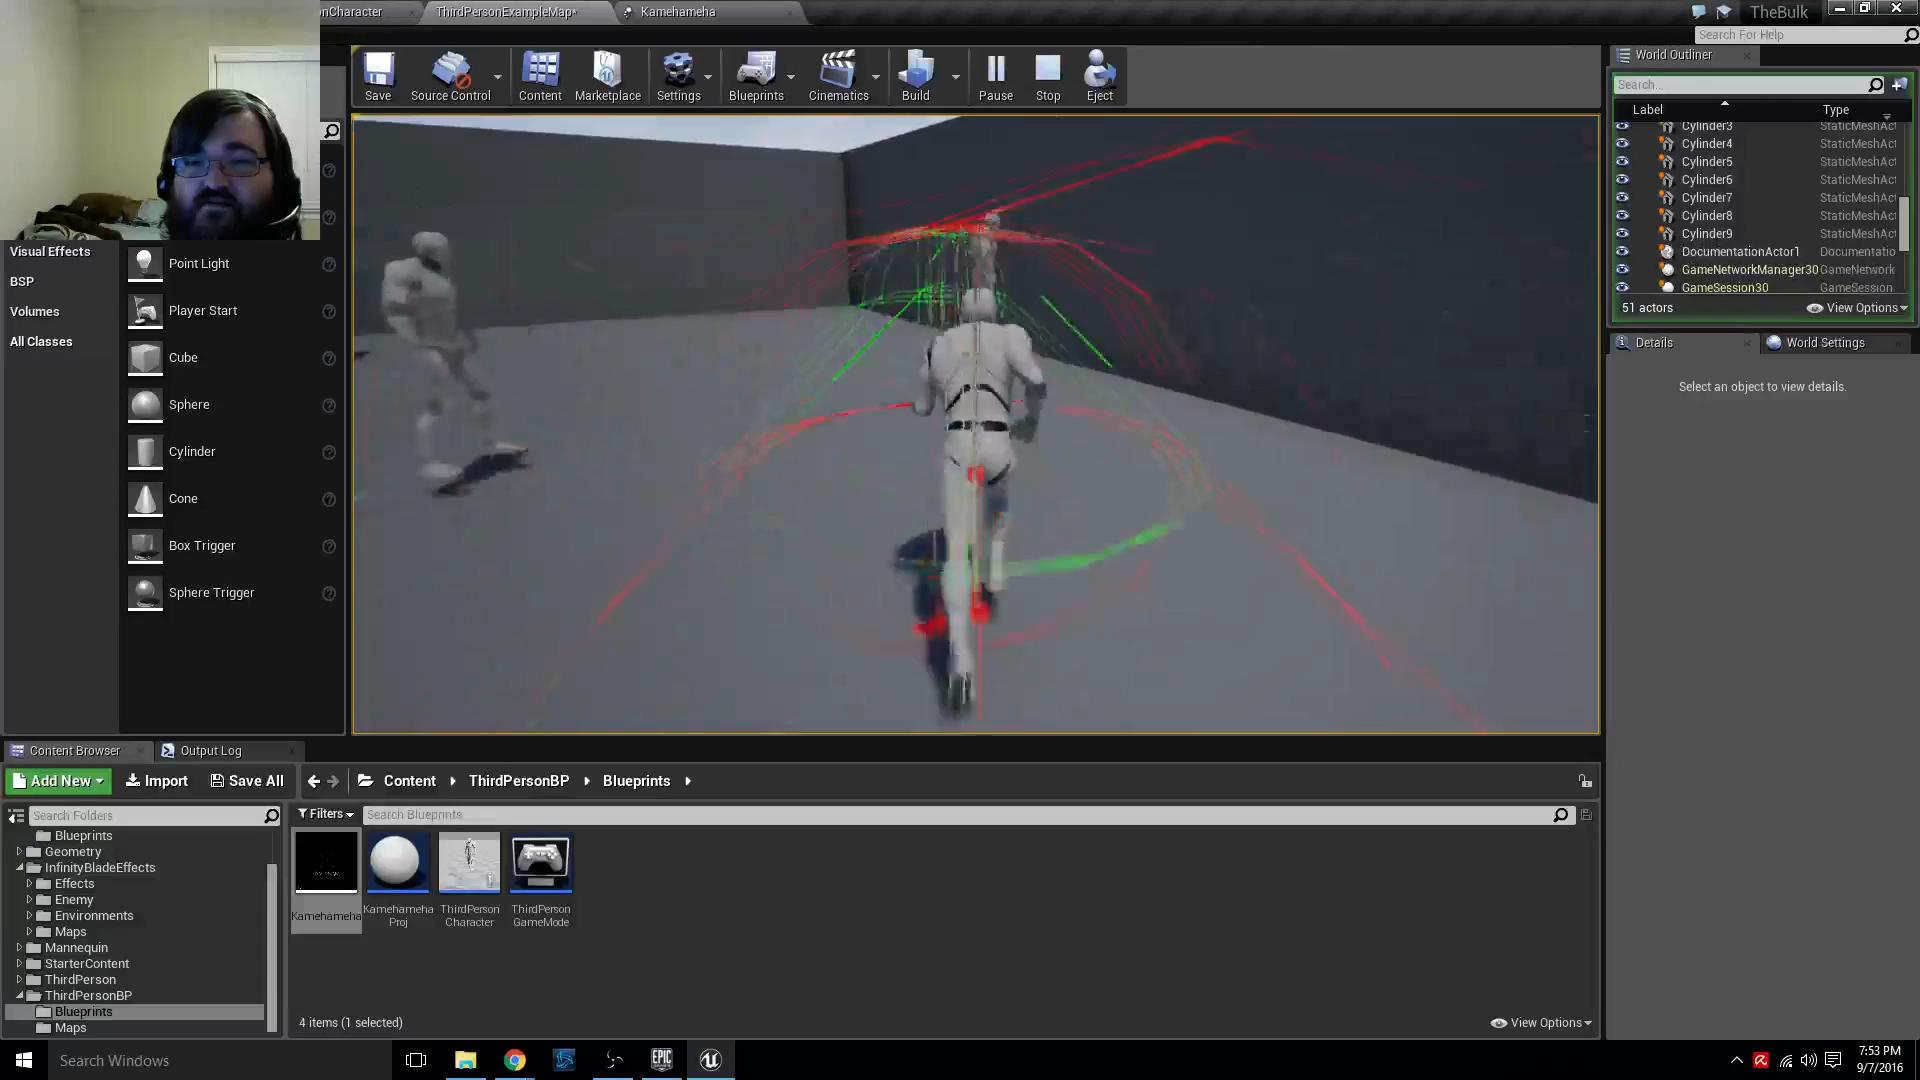 onCharacter
ThirdPersonExampleMap*
Kamehameha
TheBulk
Search For Help
Save
Source Control
Content
Marketplace
Settings
Blueprints
Cinematics
Build
Pause
Stop
Eject
World Outliner
Search...
Label
Type
Cylinder3 StaticMeshAct
Cylinder4 StaticMeshAct
Cylinder5 StaticMeshAct
Cylinder6 StaticMeshAct
Cylinder7 StaticMeshAct
Cylinder8 StaticMeshAct
Cylinder9 StaticMeshAct
DocumentationActor1 Documentatio
GameNetworkManager30 GameNetwork
GameSession30 GameSession
51 actors
View Options
Details
World Settings
Select an object to view details.
Visual Effects
BSP
Volumes
All Classes
Point Light
Player Start
Cube
Sphere
Cylinder
Cone
Box Trigger
Sphere Trigger
Content Browser
Output Log
Add New
Import
Save All
Content
ThirdPersonBP
Blueprints
Search Folders
Filters
Search Blueprints
Blueprints
Geometry
InfinityBladeEffects
Effects
Enemy
Environments
Maps
Mannequin
StarterContent
ThirdPerson
ThirdPersonBP
Blueprints
Maps
Kamehameha
Kamehameha
Proj
ThirdPerson
Character
ThirdPerson
GameMode
4 items (1 selected)
View Options
Search Windows
EPIC
GAMES
7:53 PM
9/7/2016